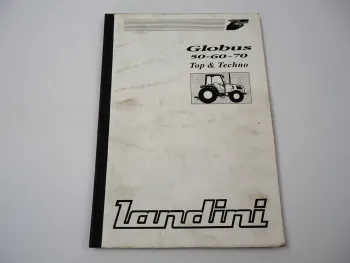 Globus
50-60-70
Top & Techno
Landini